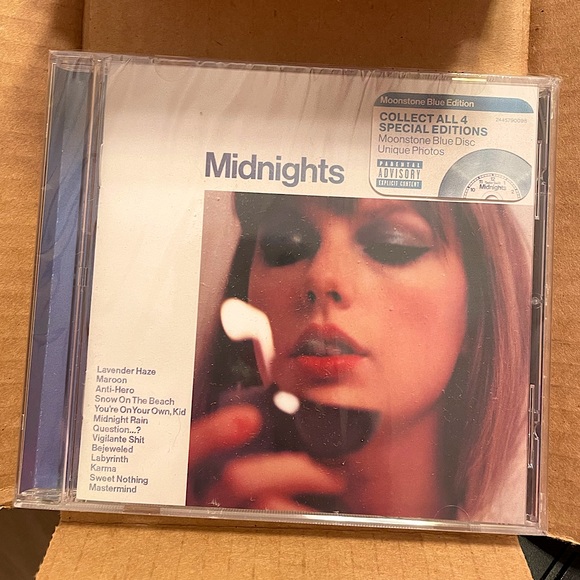 Moonstone Blue Edition
COLLECT ALL 4
SPECIAL EDITIONS
Moonstone Blue Disc
Unique Photos
PARENTAL
ADVISORY
EXPLICIT CONTENT
Midnights
Midnights
Lavender Haze
Maroon
Anti-Hero
Snow On The Beach
You're On Your Own, Kid
Midnight Rain
Question...?
Vigilante Shit
Bejeweled
Labyrinth
Karma
Sweet Nothing
Mastermind